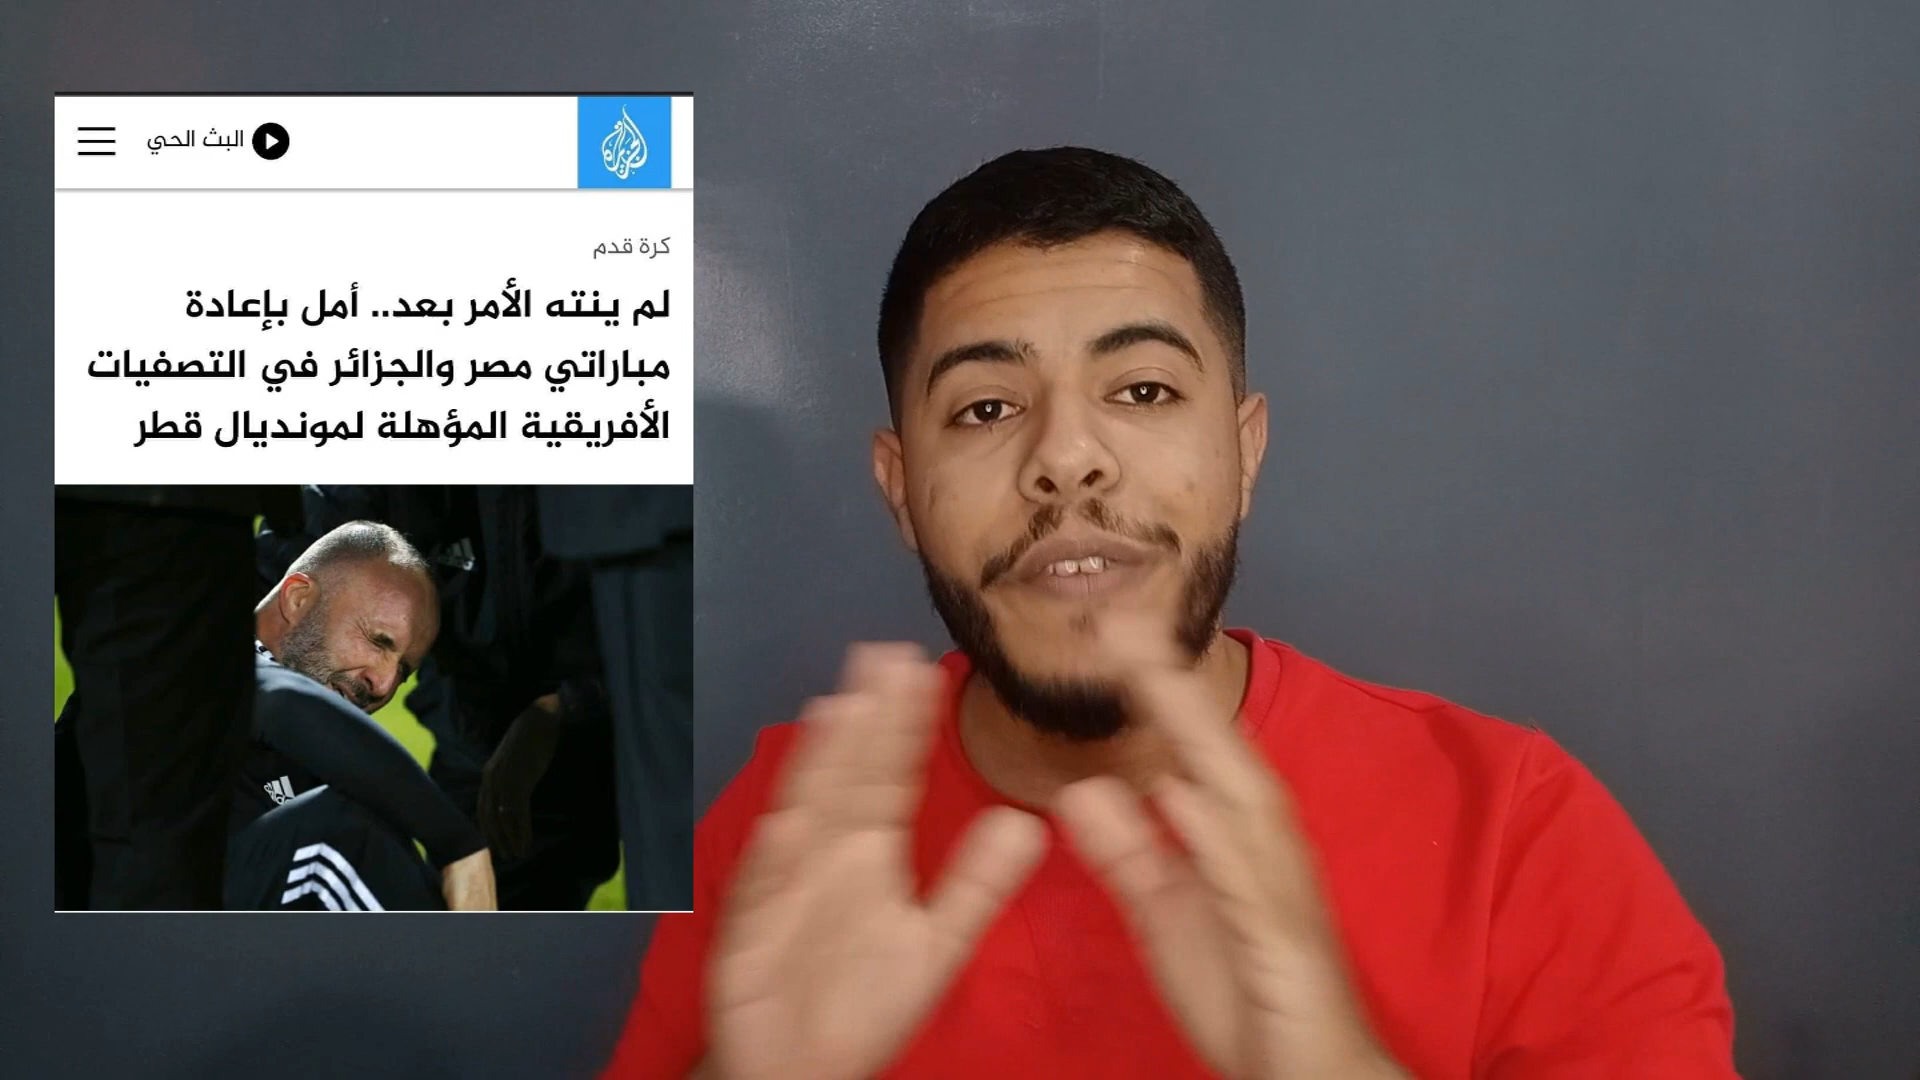 البث الحي
الجزيرة
كرة قدم
لم ينته الأمر بعد.. أمل بإعادة
مباراتي مصر والجزائر في التصفيات
الأفريقية المؤهلة لمونديال قطر